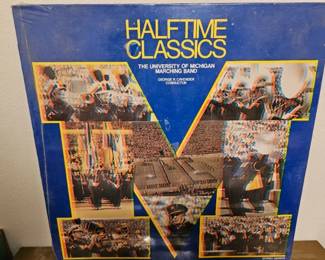 HALFTIME
CLASSICS
THE UNIVERSITY OF MICHIGAN
MARCHING BAND
GEORGE R. CAVENDER
CONDUCTOR